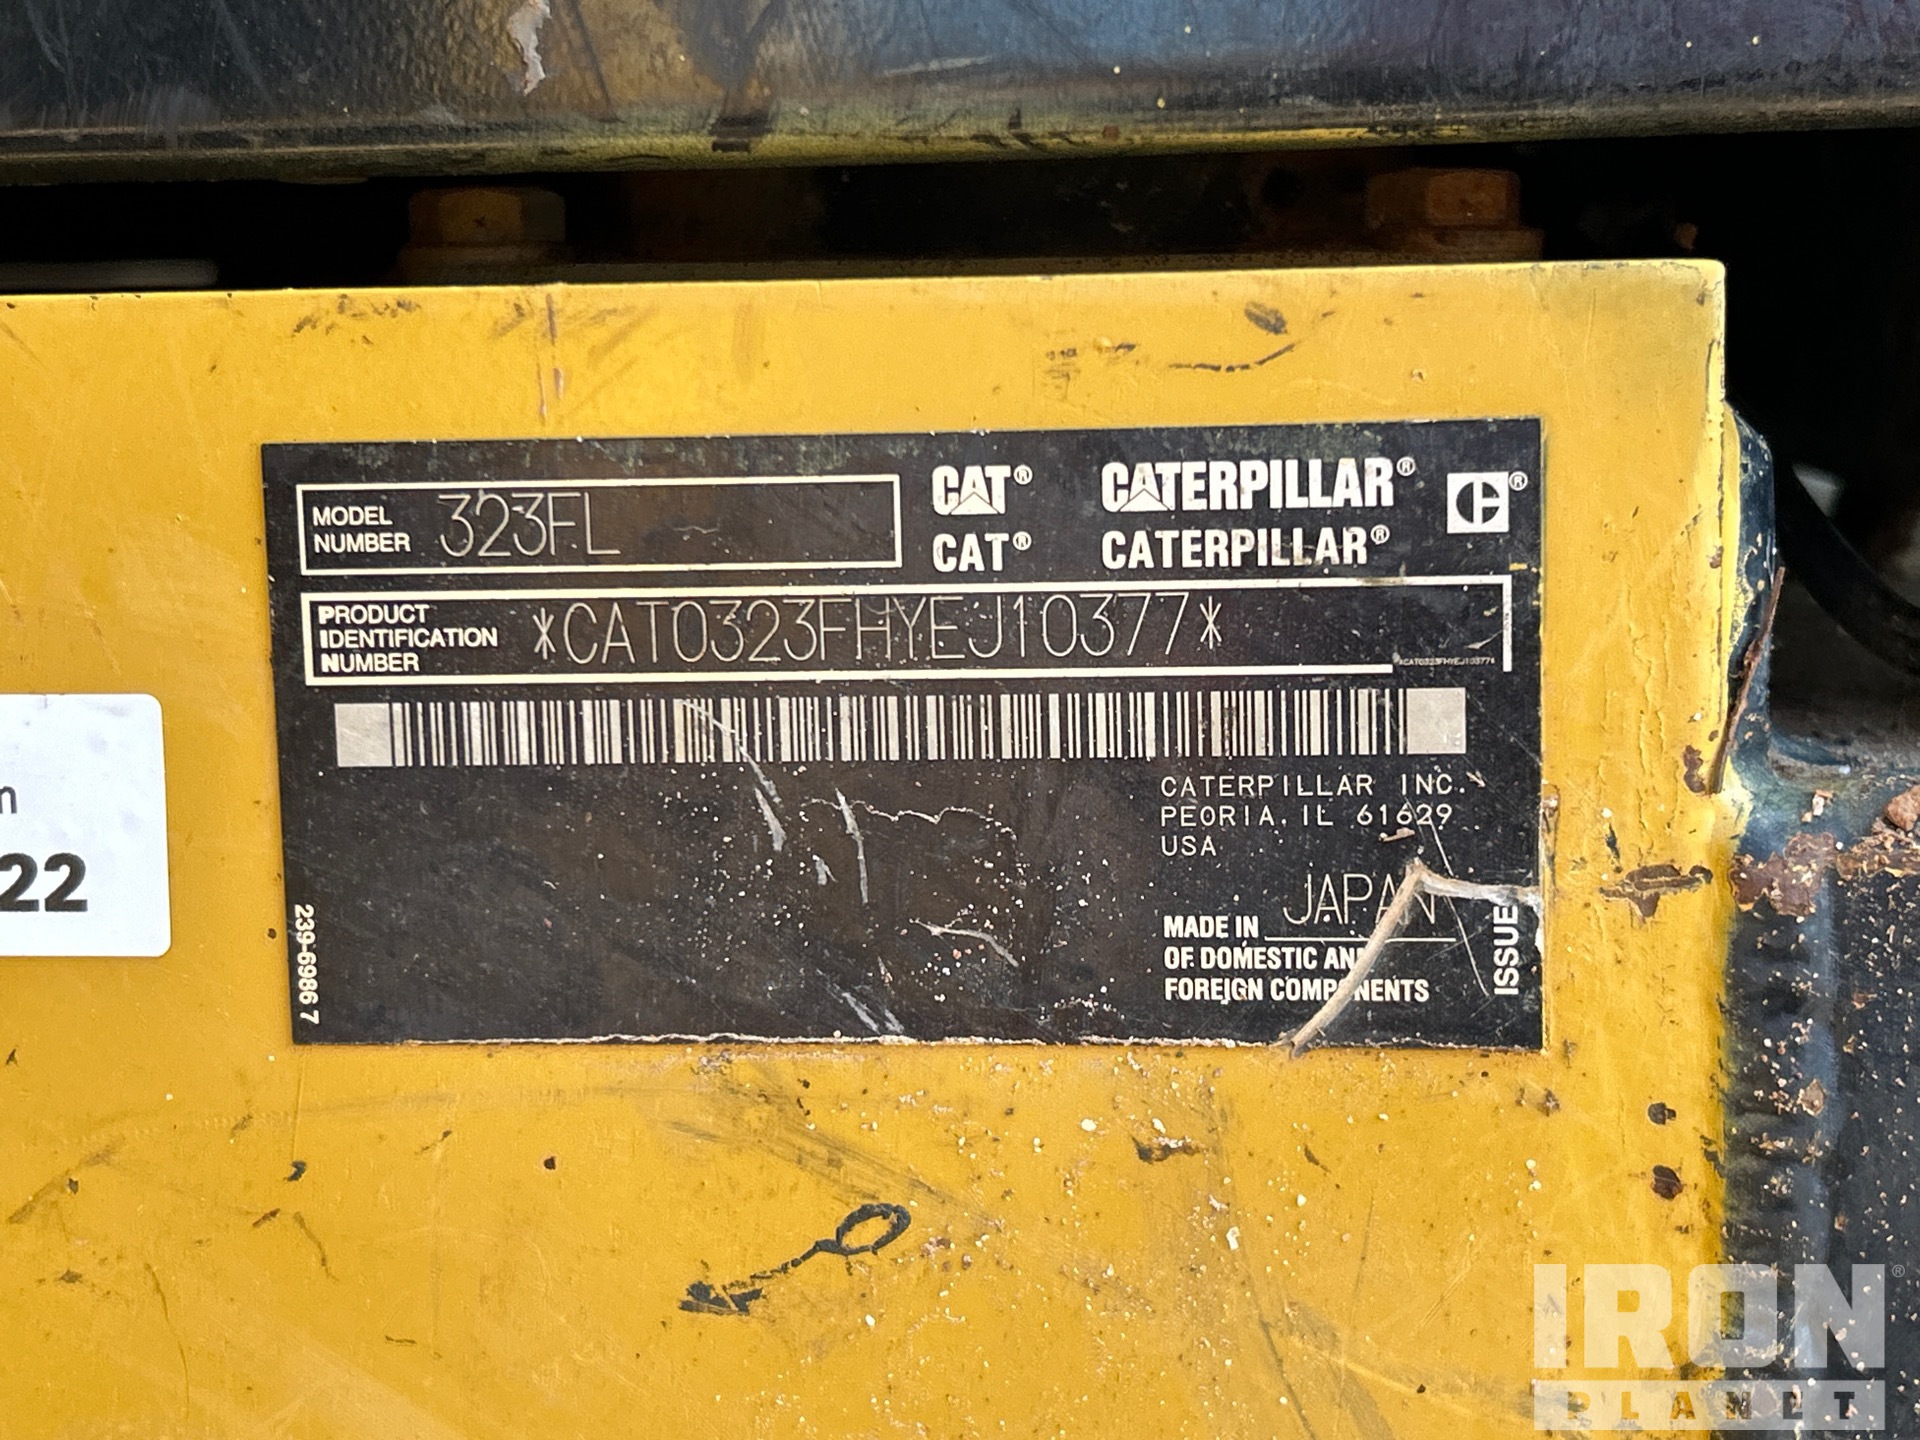 MODEL NUMBER 323FL
CAT® CATERPILLAR® ®
CAT® CATERPILLAR®
PRODUCT IDENTIFICATION NUMBER *CAT0323FHYEJ10377*
*CAT0323FHYEJ10377*
CATERPILLAR INC.
PEORIA, IL 61629
USA
MADE IN JAPAN
OF DOMESTIC AND
FOREIGN COMPONENTS
ISSUE
239-6986 7
m
22
IRON®
PLANET